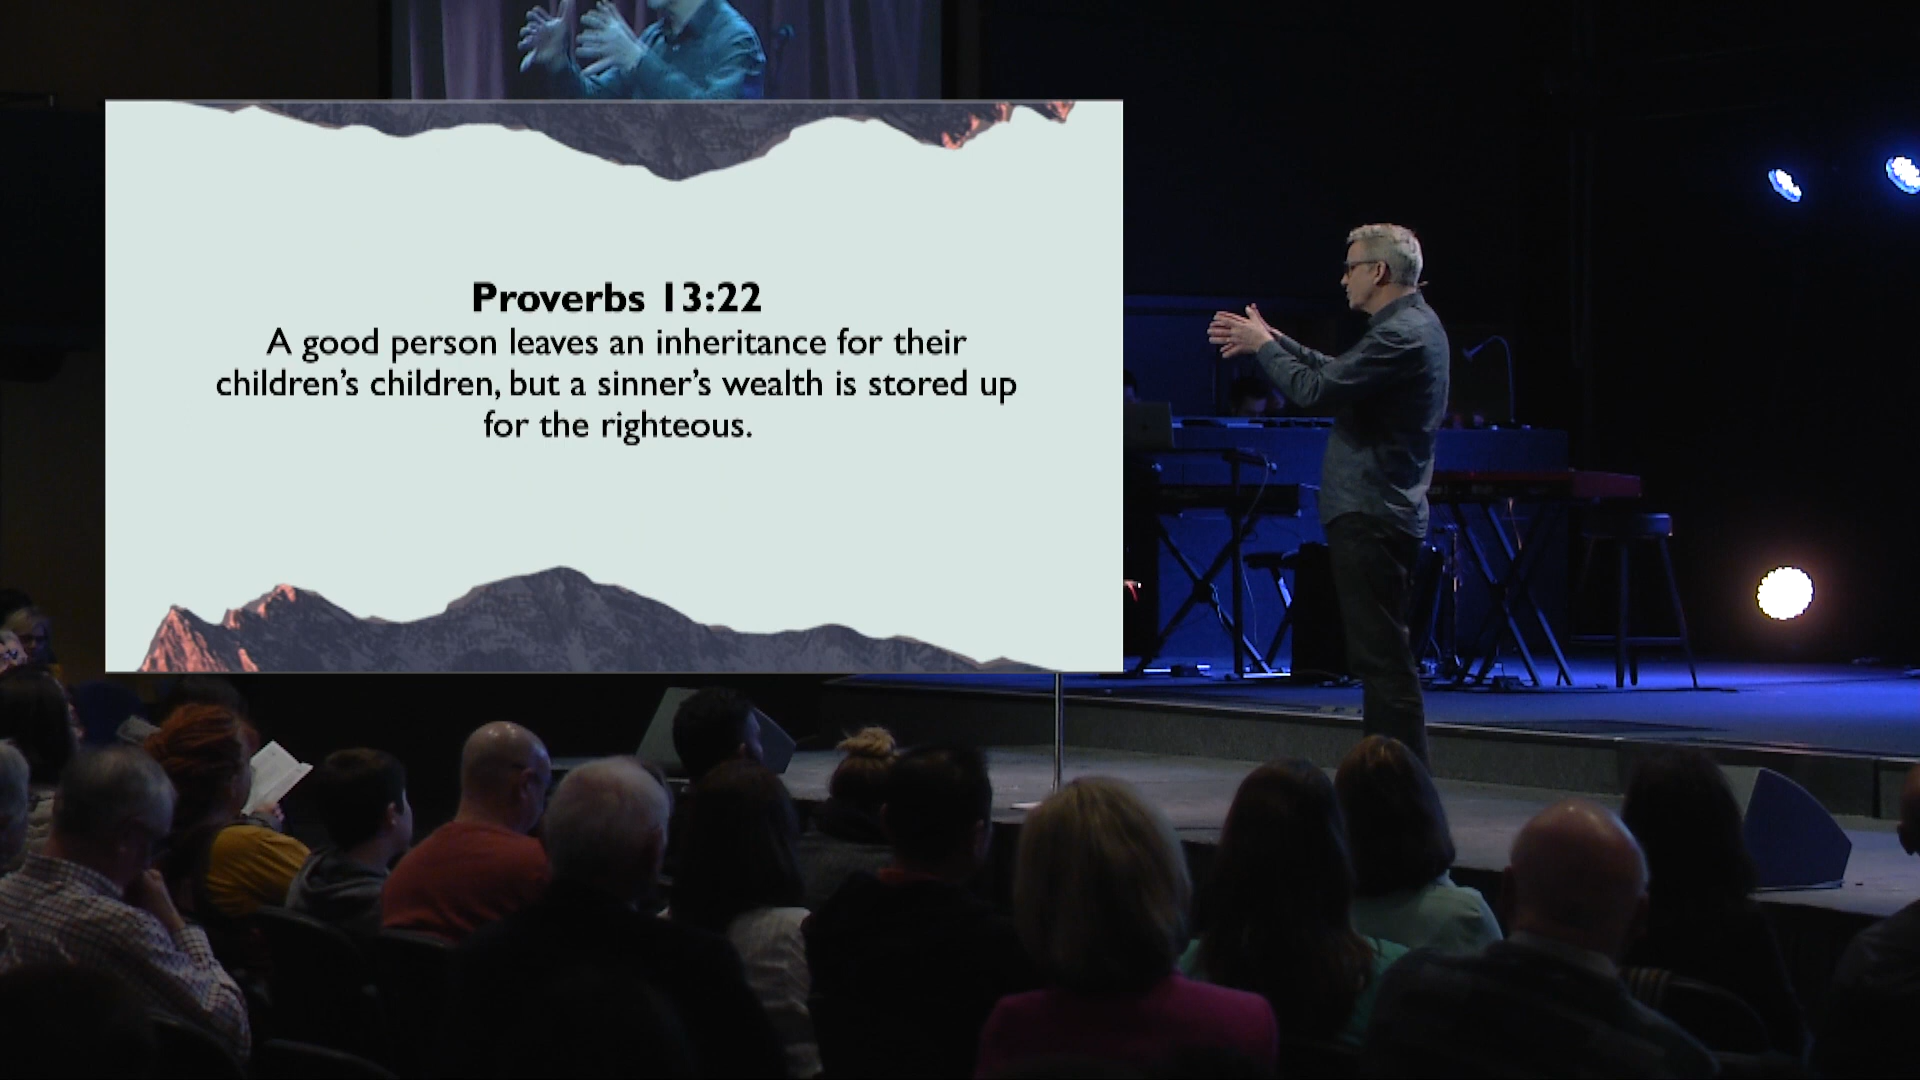 Proverbs 13:22
A good person leaves an inheritance for their
children’s children, but a sinner’s wealth is stored up
for the righteous.